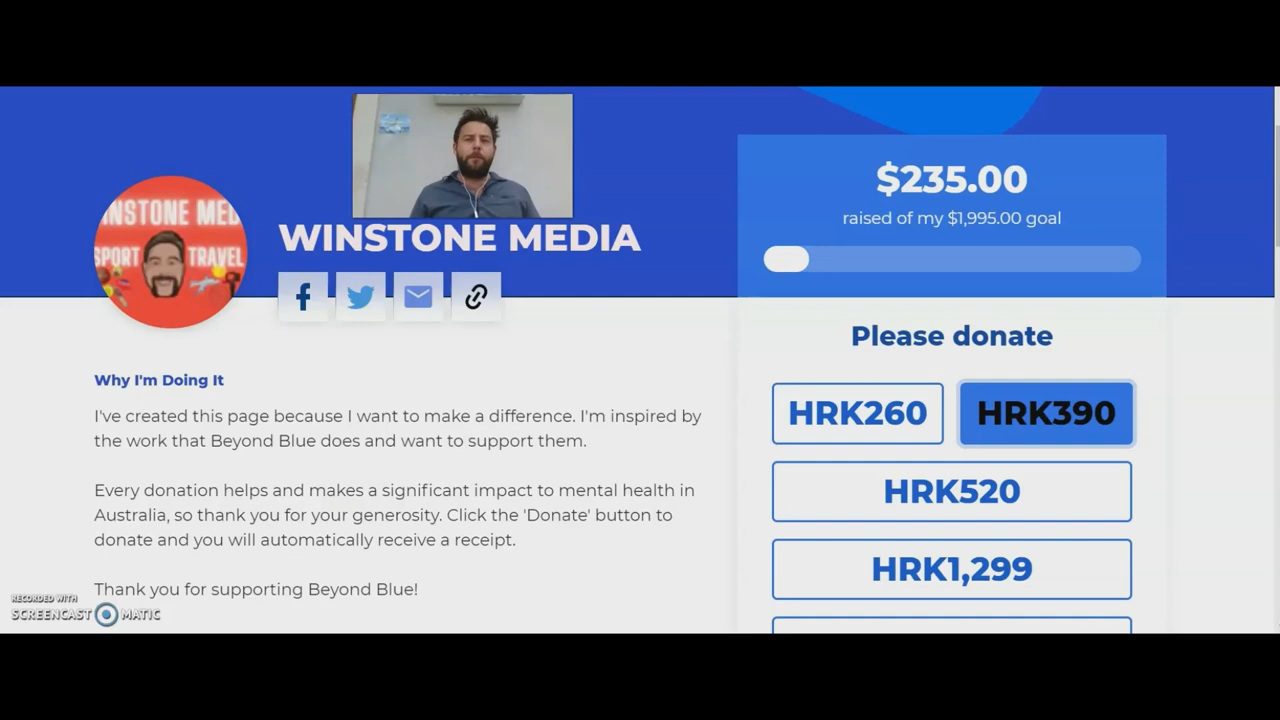 INSTONE MED
SPORT TRAVEL
WINSTONE MEDIA
Why I'm Doing It
I've created this page because I want to make a difference. I'm inspired by
the work that Beyond Blue does and want to support them.
Every donation helps and makes a significant impact to mental health in
Australia, so thank you for your generosity. Click the 'Donate' button to
donate and you will automatically receive a receipt.
Thank you for supporting Beyond Blue!
RECORDED WITH
SCREENCAST MATIC
$235.00
raised of my $1,995.00 goal
Please donate
HRK260 HRK390
HRK520
HRK1,299